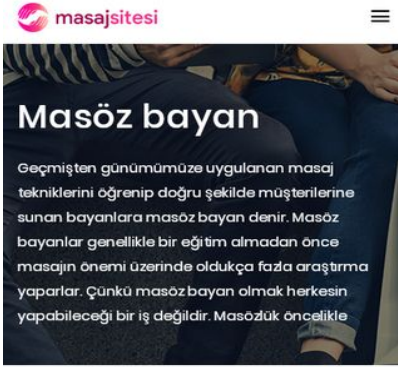 masajsitesi
Masöz bayan
Geçmişten günümümüze uygulanan masaj
tekniklerini öğrenip doğru şekilde müşterilerine
sunan bayanlara masöz bayan denir. Masöz
bayanlar genellikle bir eğitim almadan önce
masajın önemi üzerinde oldukça fazla araştırma
yaparlar. Çünkü masöz bayan olmak herkesin
yapabileceği bir iş değildir. Masözlük öncelikle